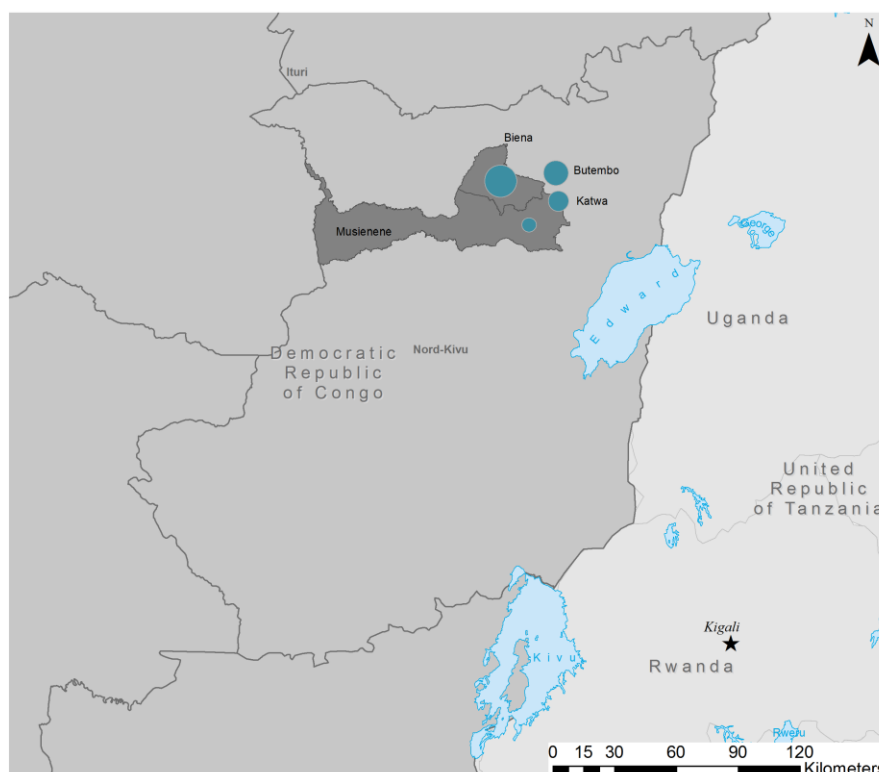 N
Ituri
Biena
Butembo
Katwa
Musienene
George
Edward
Uganda
Nord-Kivu
Democratic
Republic
of Congo
United
Republic
of Tanzania
Kigali
Kivu
Rwanda
Rweru
0 15 30 60 90 120
Kilometers